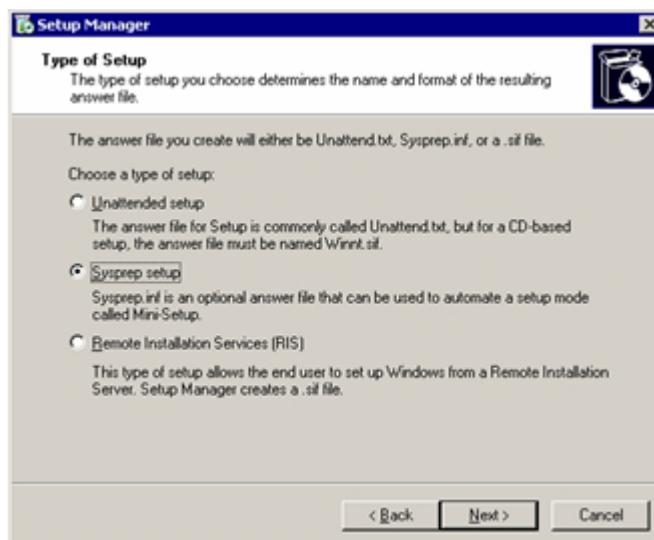 Setup Manager
Type of Setup
The type of setup you choose determines the name and format of the resulting
answer file.
The answer file you create will either be Unattend.txt, Sysprep.inf, or a .sif file.
Choose a type of setup:
Unattended setup
The answer file for Setup is commonly called Unattend.txt, but for a CD-based
setup, the answer file must be named Winnt.sif.
Sysprep setup
Sysprep.inf is an optional answer file that can be used to automate a setup mode
called Mini-Setup.
Remote Installation Services (RIS)
This type of setup allows the end user to set up Windows from a Remote Installation
Server. Setup Manager creates a .sif file.
< Back
Next >
Cancel